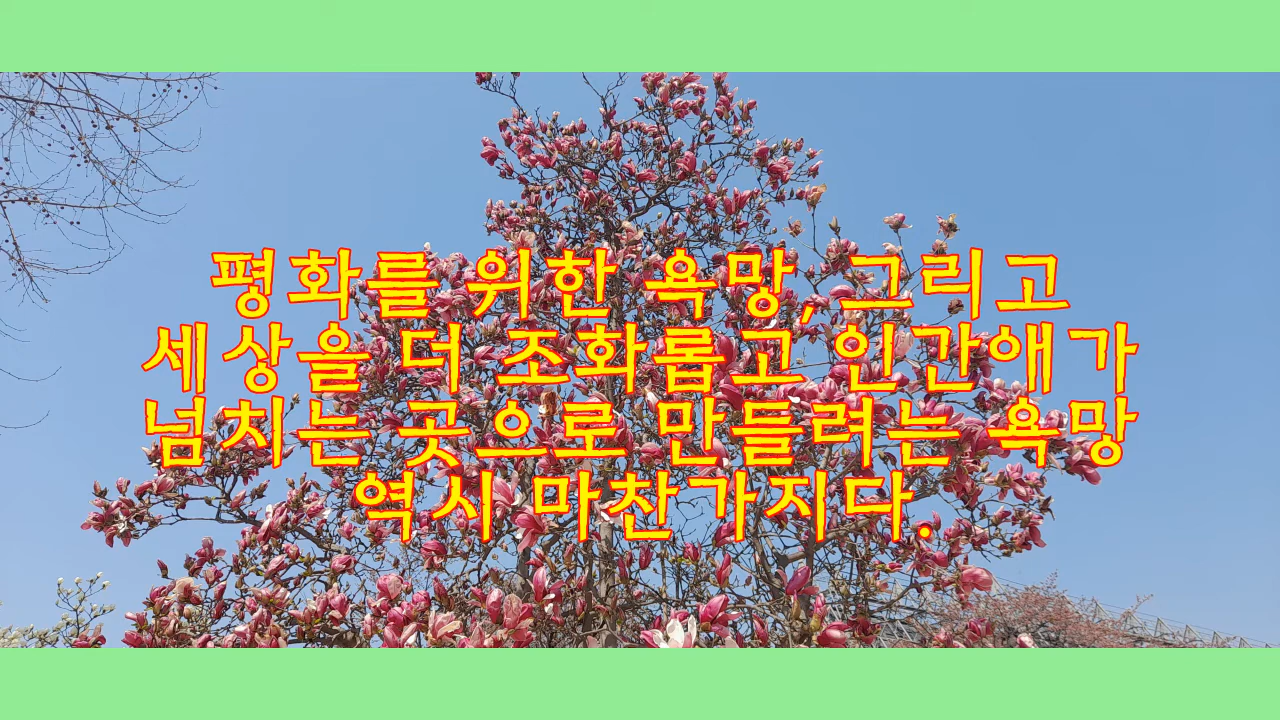 평화를 위한 욕망, 그리고
세상을 더 조화롭고 인간애가
넘치는 곳으로 만들려는 욕망
역시 마찬가지다.